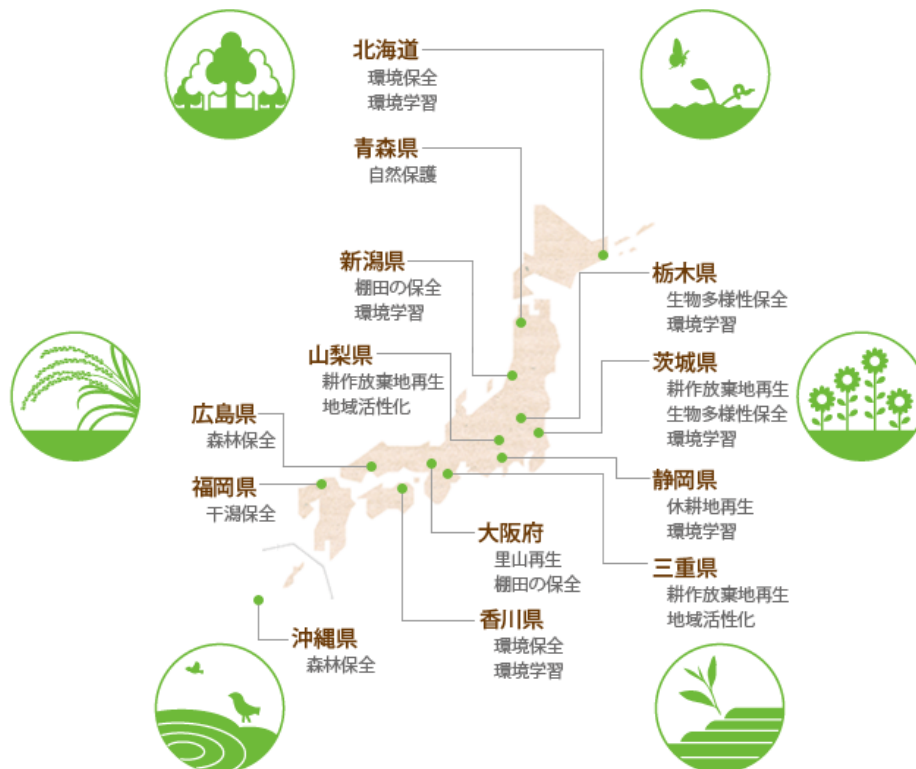 北海道
環境保全
環境学習
青森県
自然保護
新潟県
棚田の保全
環境学習
山梨県
耕作放棄地再生
地域活性化
広島県
森林保全
福岡県
干潟保全
沖縄県
森林保全
栃木県
生物多様性保全
環境学習
茨城県
耕作放棄地再生
生物多様性保全
環境学習
静岡県
休耕地再生
環境学習
三重県
耕作放棄地再生
地域活性化
大阪府
里山再生
棚田の保全
香川県
環境保全
環境学習